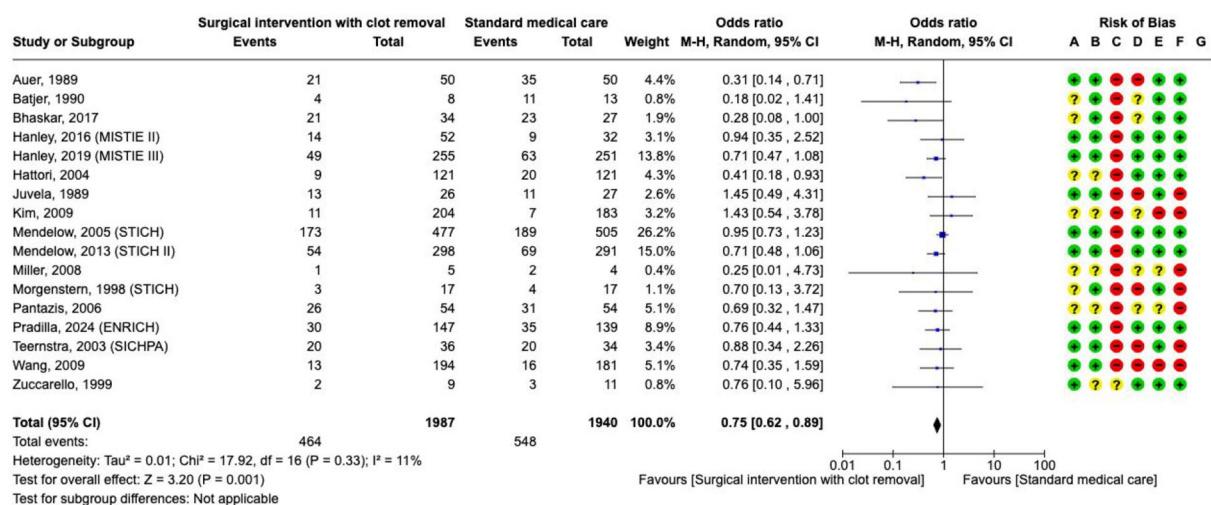 Surgical intervention with clot removal Standard medical care Odds ratio Odds ratio Risk of Bias
Study or Subgroup Events Total Events Total Weight M-H, Random, 95% CI M-H, Random, 95% CI A B C D E F G
Auer, 1989 21 50 35 50 4.4% 0.31 [0.14 , 0.71] + + - - + +
Batjer, 1990 4 8 11 13 0.8% 0.18 [0.02 , 1.41] ? + - ? + +
Bhaskar, 2017 21 34 23 27 1.9% 0.28 [0.08 , 1.00] ? + - ? + +
Hanley, 2016 (MISTIE II) 14 52 9 32 3.1% 0.94 [0.35 , 2.52] + + - + + +
Hanley, 2019 (MISTIE III) 49 255 63 251 13.8% 0.71 [0.47 , 1.08] + + - + + +
Hattori, 2004 9 121 20 121 4.3% 0.41 [0.18 , 0.93] ? ? - + + +
Juvela, 1989 13 26 11 27 2.6% 1.45 [0.49 , 4.31] + + - - + -
Kim, 2009 11 204 7 183 3.2% 1.43 [0.54 , 3.78] ? ? - ? - -
Mendelow, 2005 (STICH) 173 477 189 505 26.2% 0.95 [0.73 , 1.23] + + - + + +
Mendelow, 2013 (STICH II) 54 298 69 291 15.0% 0.71 [0.48 , 1.06] + + - + + +
Miller, 2008 1 5 2 4 0.4% 0.25 [0.01 , 4.73] ? ? - ? ? -
Morgenstern, 1998 (STICH) 3 17 4 17 1.1% 0.70 [0.13 , 3.72] ? + - - + -
Pantazis, 2006 26 54 31 54 5.1% 0.69 [0.32 , 1.47] ? ? - ? ? -
Pradilla, 2024 (ENRICH) 30 147 35 139 8.9% 0.76 [0.44 , 1.33] + + - + + +
Teernstra, 2003 (SICHPA) 20 36 20 34 3.4% 0.88 [0.34 , 2.26] + + - - + -
Wang, 2009 13 194 16 181 5.1% 0.74 [0.35 , 1.59] + + - - - -
Zuccarello, 1999 2 9 3 11 0.8% 0.76 [0.10 , 5.96] + ? ? + + +
Total (95% CI) 1987 1940 100.0% 0.75 [0.62 , 0.89]
Total events: 464 548
Heterogeneity: Tau² = 0.01; Chi² = 17.92, df = 16 (P = 0.33); I² = 11%
Test for overall effect: Z = 3.20 (P = 0.001)
Test for subgroup differences: Not applicable
0.01 0.1 1 10 100
Favours [Surgical intervention with clot removal] Favours [Standard medical care]